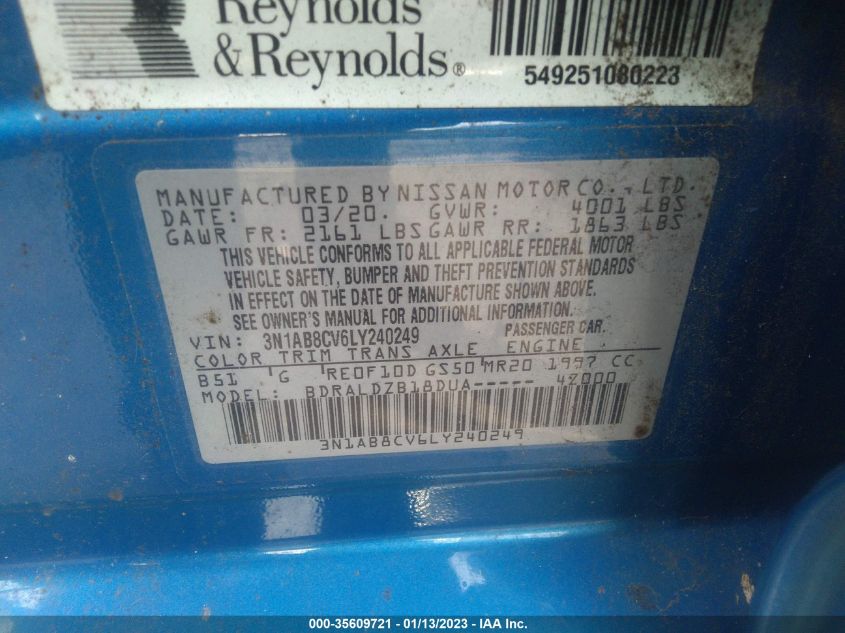 Reynolds
& Reynolds®
549251080223
MANUFACTURED BY NISSAN MOTOR CO., LTD.
DATE: 03/20. GVWR: 4001 LBS
GAWR FR: 2161 LBS GAWR RR: 1863 LBS
THIS VEHICLE CONFORMS TO ALL APPLICABLE FEDERAL MOTOR
VEHICLE SAFETY, BUMPER AND THEFT PREVENTION STANDARDS
IN EFFECT ON THE DATE OF MANUFACTURE SHOWN ABOVE.
SEE OWNER'S MANUAL FOR ADDITIONAL INFORMATION
PASSENGER CAR.
VIN: 3N1AB8CV6LY240249
COLOR TRIM TRANS AXLE ENGINE
B51 G RE0F10D GS50 MR20 1997 CC
MODEL: BDRALDZB18DUA----- 42000
3N1AB8CV6LY240249
000-35609721 - 01/13/2023 - IAA Inc.